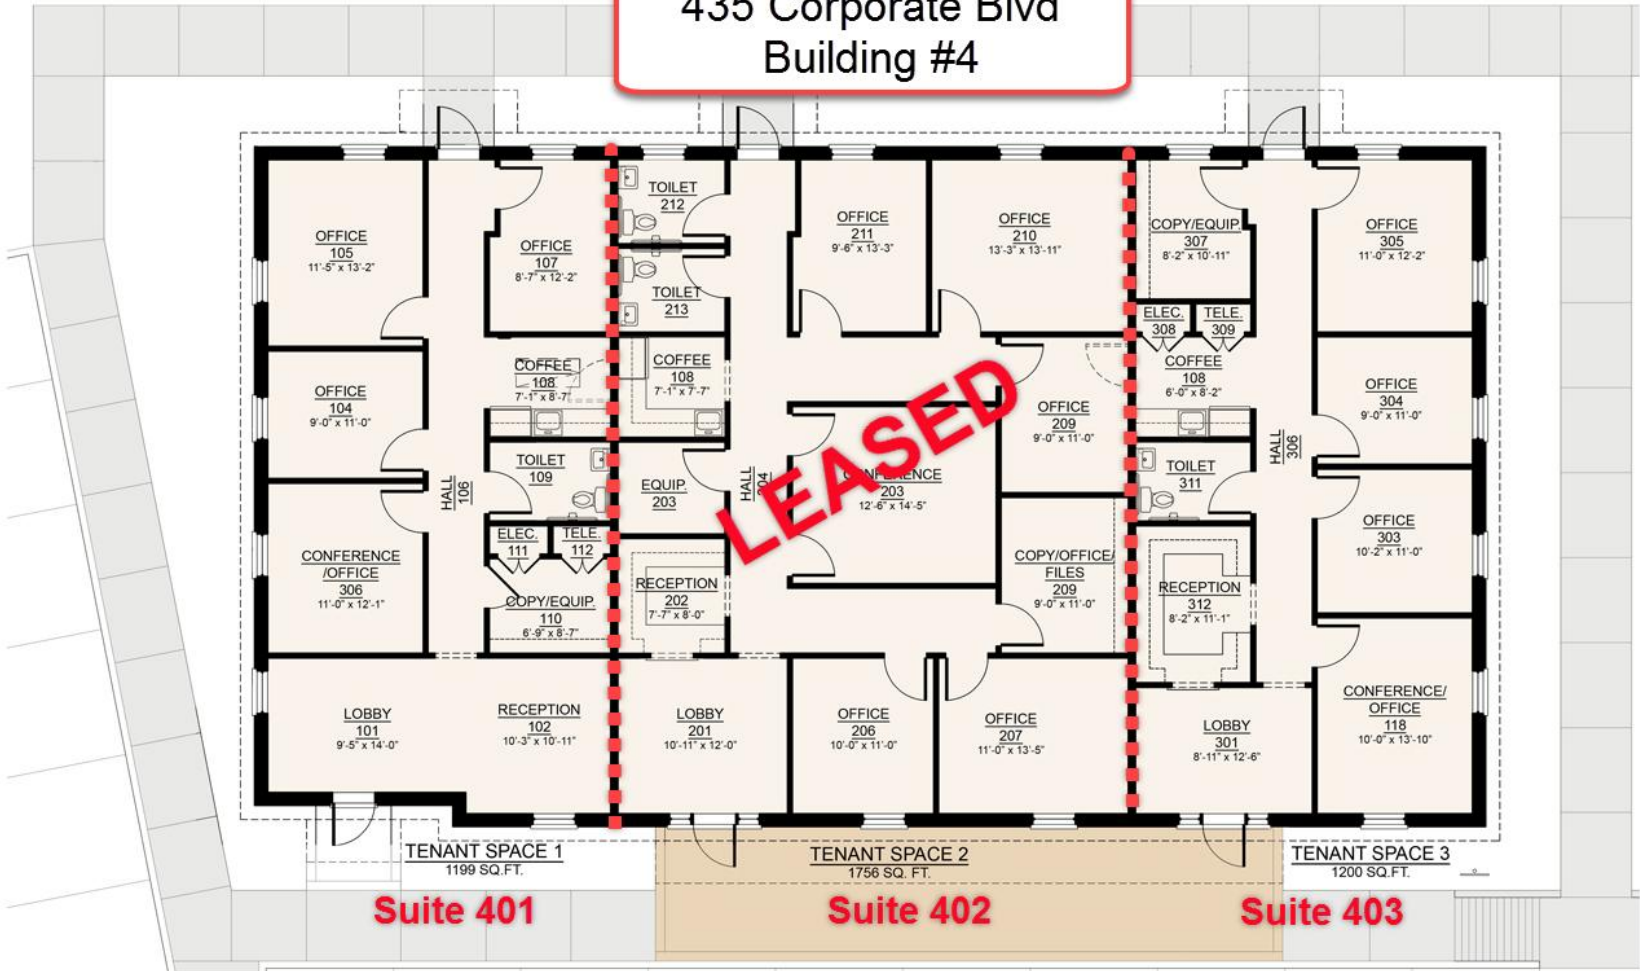 435 Corporate Blvd
Building #4
OFFICE
105
11'-5" x 13'-2"
OFFICE
107
8'-7" x 12'-2"
OFFICE
104
9'-0" x 11'-0"
COFFEE
108
7'-1" x 8'-7"
HALL
106
TOILET
109
ELEC.
111
TELE.
112
CONFERENCE
/OFFICE
306
11'-0" x 12'-1"
COPY/EQUIP.
110
6'-9" x 8'-7"
LOBBY
101
9'-5" x 14'-0"
RECEPTION
102
10'-3" x 10'-11"
TOILET
212
TOILET
213
OFFICE
211
9'-6" x 13'-3"
OFFICE
210
13'-3" x 13'-11"
COFFEE
108
7'-1" x 7'-7"
EQUIP.
203
HALL
204
LEASED
CONFERENCE
203
12'-6" x 14'-5"
OFFICE
209
9'-0" x 11'-0"
RECEPTION
202
7'-7" x 8'-0"
COPY/OFFICE/
FILES
209
9'-0" x 11'-0"
LOBBY
201
10'-11" x 12'-0"
OFFICE
206
10'-0" x 11'-0"
OFFICE
207
11'-0" x 13'-5"
COPY/EQUIP.
307
8'-2" x 10'-11"
OFFICE
305
11'-0" x 12'-2"
ELEC.
308
TELE.
309
COFFEE
108
6'-0" x 8'-2"
OFFICE
304
9'-0" x 11'-0"
HALL
306
TOILET
311
OFFICE
303
10'-2" x 11'-0"
RECEPTION
312
8'-2" x 11'-1"
CONFERENCE/
OFFICE
118
10'-0" x 13'-10"
LOBBY
301
8'-11" x 12'-6"
TENANT SPACE 1
1199 SQ.FT.
TENANT SPACE 2
1756 SQ. FT.
TENANT SPACE 3
1200 SQ.FT.
Suite 401
Suite 402
Suite 403